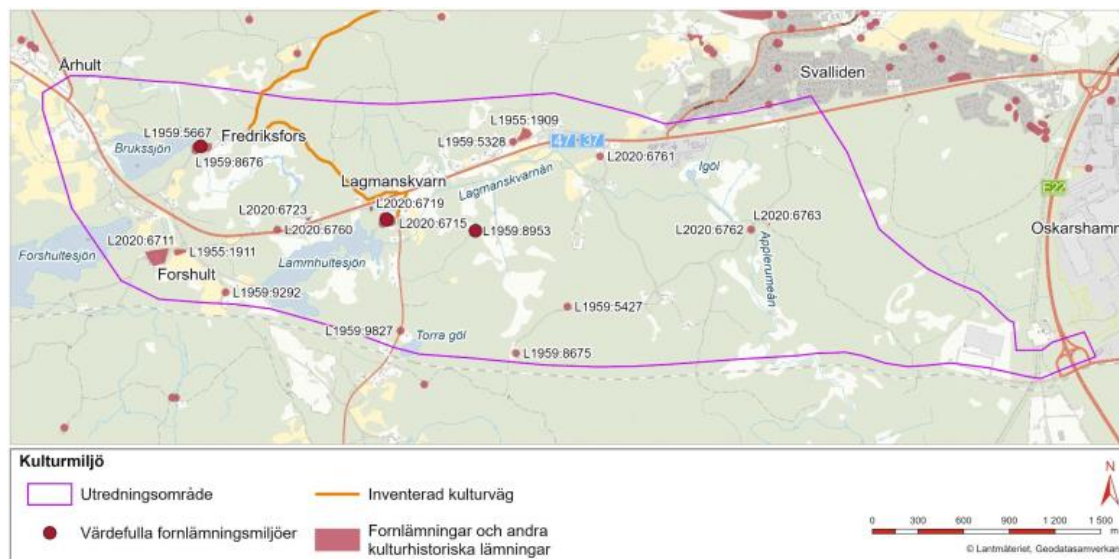 Århult
Svalliden
L1959:5667
Fredriksfors
Brukssjön
L1959:8676
L1955:1909
L1959:5328
47 37
L2020:6761
Igöl
Lagmanskvarn
Lagmanskvarnån
E22
L2020:6723
L2020:6719
L2020:6715
L2020:6763
L2020:6711
L2020:6760
L1959:8953
L2020:6762
Oskarshamn
Forshultesjön
L1955:1911
Lammhultesjön
Applerumeån
Forshult
L1959:9292
L1959:5427
L1959:9827
Torra göl
L1959:8675
Kulturmiljö
Utredningsområde
Inventerad kulturväg
Värdefulla fornlämningsmiljöer
Fornlämningar och andra
kulturhistoriska lämningar
N
0 300 600 900 1 200 1 500
m
© Lantmäteriet, Geodatasamverkan